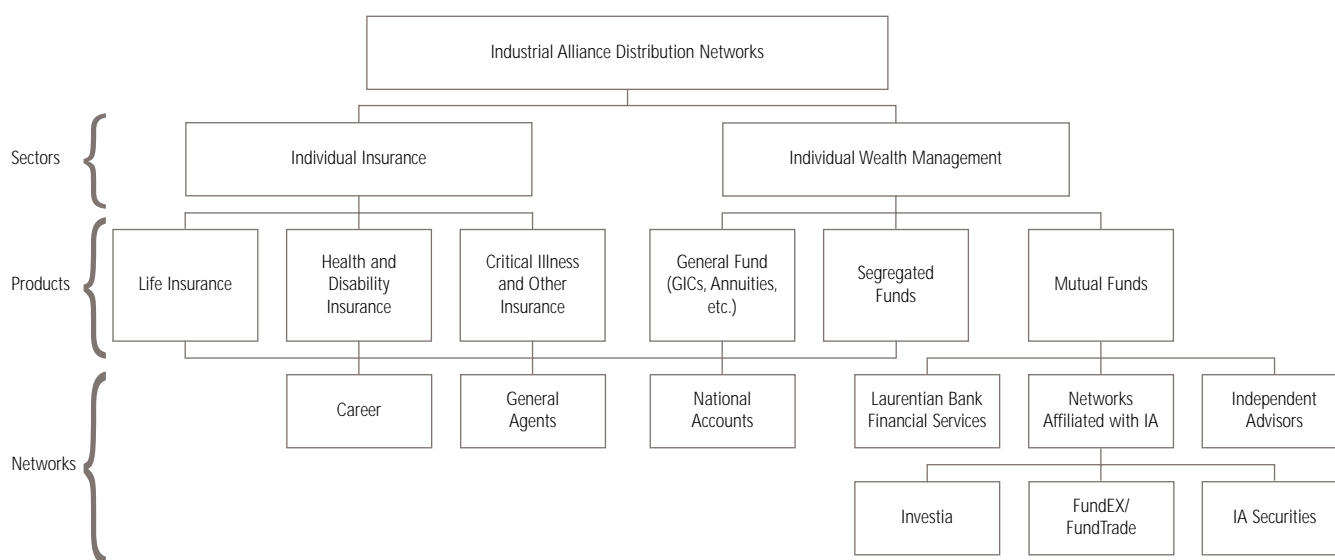 Industrial Alliance Distribution Networks
Sectors
Individual Insurance
Individual Wealth Management
Products
Life Insurance
Health and
Disability
Insurance
Critical Illness
and Other
Insurance
General Fund
(GICs, Annuities,
etc.)
Segregated
Funds
Mutual Funds
Networks
Career
General
Agents
National
Accounts
Laurentian Bank
Financial Services
Networks
Affiliated with IA
Independent
Advisors
Investia
FundEX/
FundTrade
IA Securities